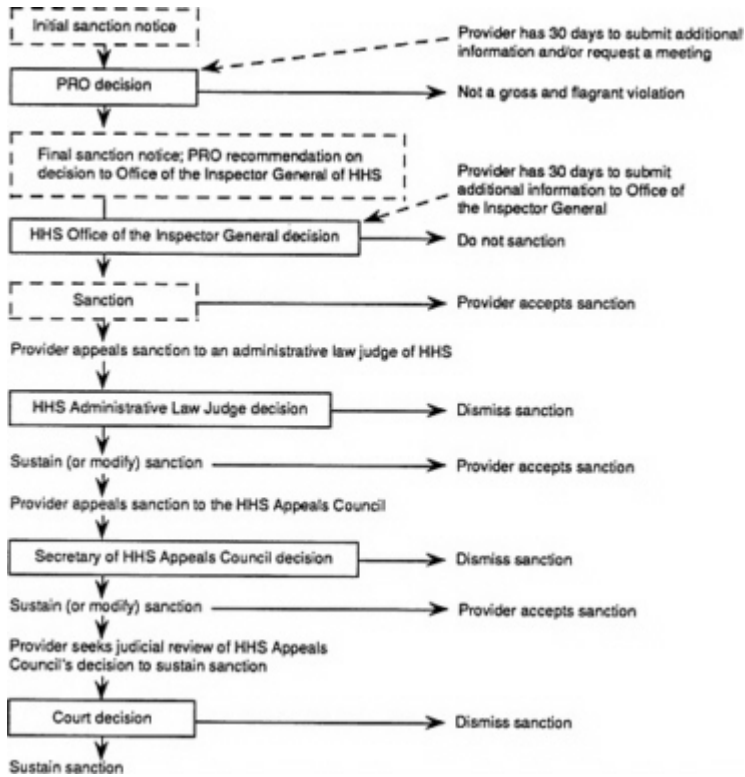 Initial sanction notice
Provider has 30 days to submit additional
information and/or request a meeting
PRO decision
Not a gross and flagrant violation
Final sanction notice; PRO recommendation on
decision to Office of the Inspector General of HHS
Provider has 30 days to submit
additional information to Office of
the Inspector General
HHS Office of the Inspector General decision
Do not sanction
Sanction
Provider accepts sanction
Provider appeals sanction to an administrative law judge of HHS
HHS Administrative Law Judge decision
Dismiss sanction
Sustain (or modify) sanction
Provider accepts sanction
Provider appeals sanction to the HHS Appeals Council
Secretary of HHS Appeals Council decision
Dismiss sanction
Sustain (or modify) sanction
Provider accepts sanction
Provider seeks judicial review of HHS Appeals
Council's decision to sustain sanction
Court decision
Dismiss sanction
Sustain sanction